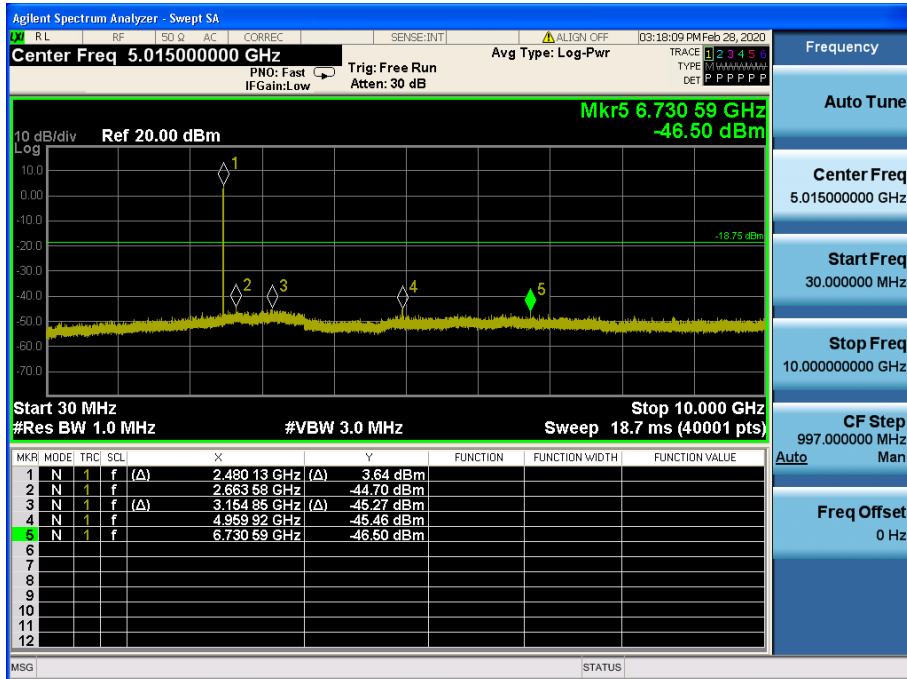 Agilent Spectrum Analyzer - Swept SA
LXI RL RF 50 Ω AC CORREC SENSE:INT ALIGN OFF 03:18:09 PM Feb 28, 2020
Center Freq 5.015000000 GHz
PNO: Fast
IFGain:Low
Trig: Free Run
Atten: 30 dB
Avg Type: Log-Pwr
TRACE 1 2 3 4 5 6
TYPE M WWWWW
DET P P P P P P
Mkr5 6.730 59 GHz
-46.50 dBm
10 dB/div Ref 20.00 dBm
Log
10.0
0.00
-10.0
-20.0
-30.0
-40.0
-50.0
-60.0
-70.0
1
2
3
4
5
-18.75 dBm
Start 30 MHz Stop 10.000 GHz
#Res BW 1.0 MHz #VBW 3.0 MHz Sweep 18.7 ms (40001 pts)
MKR MODE TRC SCL X Y FUNCTION FUNCTION WIDTH FUNCTION VALUE
1 N 1 f (Δ) 2.480 13 GHz (Δ) 3.64 dBm
2 N 1 f 2.663 58 GHz -44.70 dBm
3 N 1 f (Δ) 3.154 85 GHz (Δ) -45.27 dBm
4 N 1 f 4.959 92 GHz -45.46 dBm
5 N 1 f 6.730 59 GHz -46.50 dBm
6
7
8
9
10
11
12
MSG STATUS
Frequency
Auto Tune
Center Freq
5.015000000 GHz
Start Freq
30.000000 MHz
Stop Freq
10.000000000 GHz
CF Step
997.000000 MHz
Auto Man
Freq Offset
0 Hz